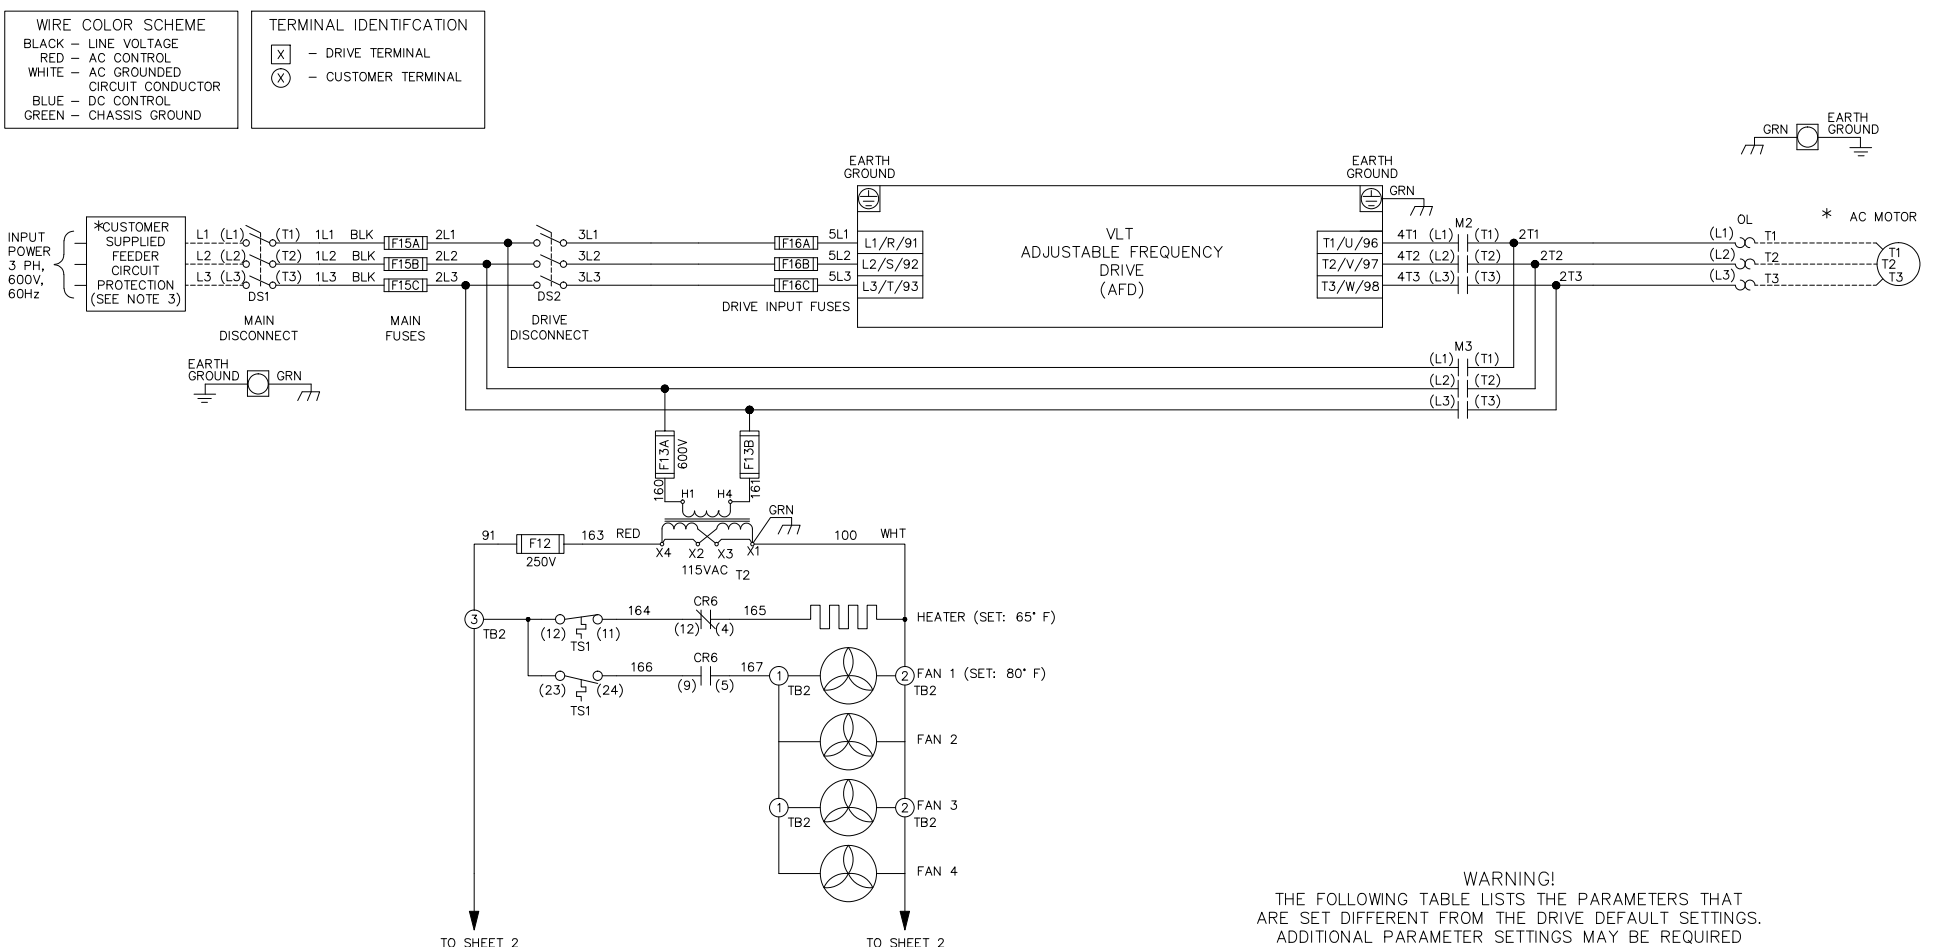 WIRE COLOR SCHEME
BLACK – LINE VOLTAGE
RED – AC CONTROL
WHITE – AC GROUNDED
CIRCUIT CONDUCTOR
BLUE – DC CONTROL
GREEN – CHASSIS GROUND
TERMINAL IDENTIFCATION
X – DRIVE TERMINAL
X – CUSTOMER TERMINAL
GRN
EARTH
GROUND
INPUT
POWER
3 PH,
600V,
60Hz
*CUSTOMER
SUPPLIED
FEEDER
CIRCUIT
PROTECTION
(SEE NOTE 3)
L1 (L1) (T1) 1L1 BLK F15A 2L1 3L1 F16A 5L1
L2 (L2) (T2) 1L2 BLK F15B 2L2 3L2 F16B 5L2
L3 (L3) (T3) 1L3 BLK F15C 2L3 3L3 F16C 5L3
DS1
DS2
MAIN
DISCONNECT
MAIN
FUSES
DRIVE
DISCONNECT
DRIVE INPUT FUSES
EARTH
GROUND
GRN
EARTH
GROUND
EARTH
GROUND
GRN
L1/R/91
L2/S/92
L3/T/93
VLT
ADJUSTABLE FREQUENCY
DRIVE
(AFD)
T1/U/96
T2/V/97
T3/W/98
M2
4T1 (L1) (T1) 2T1
4T2 (L2) (T2) 2T2
4T3 (L3) (T3) 2T3
OL
* AC MOTOR
(L1) T1
(L2) T2
(L3) T3
T1
T2
T3
M3
(L1) (T1)
(L2) (T2)
(L3) (T3)
F13A
600V
F13B
160
161
H1 H4
GRN
91 F12 163 RED
250V
X4 X2 X3 X1
100 WHT
115VAC T2
3
TB2
(12) (11)
TS1
164
CR6
(12) (4)
165
HEATER (SET: 65° F)
(23) (24)
TS1
166
CR6
(9) (5)
167
1
TB2
2
TB2
FAN 1 (SET: 80° F)
FAN 2
1
TB2
2
TB2
FAN 3
FAN 4
TO SHEET 2
TO SHEET 2
WARNING!
THE FOLLOWING TABLE LISTS THE PARAMETERS THAT
ARE SET DIFFERENT FROM THE DRIVE DEFAULT SETTINGS.
ADDITIONAL PARAMETER SETTINGS MAY BE REQUIRED